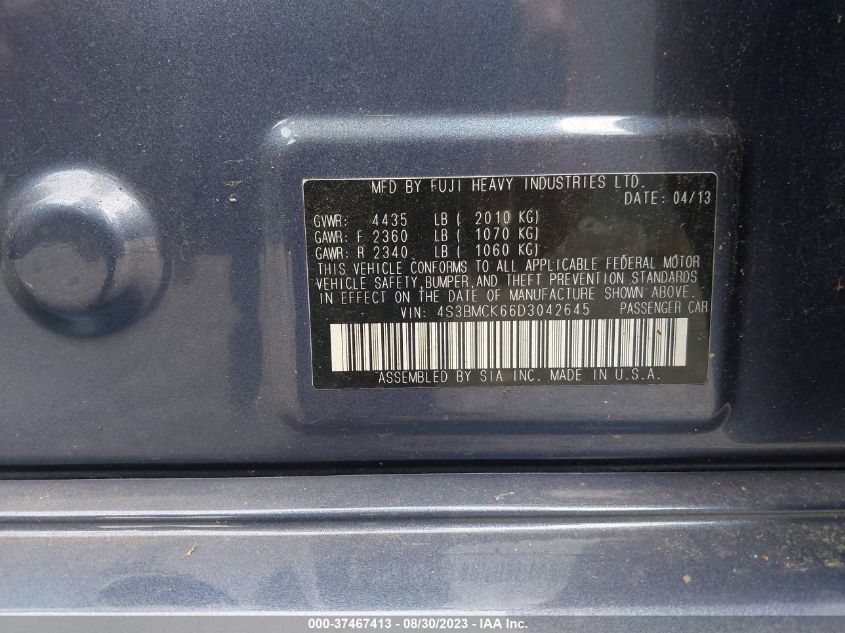 MFD BY FUJI HEAVY INDUSTRIES LTD.
DATE: 04/13
GVWR: 4435 LB ( 2010 KG)
GAWR: F 2360 LB ( 1070 KG)
GAWR: R 2340 LB ( 1060 KG)
THIS VEHICLE CONFORMS TO ALL APPLICABLE FEDERAL MOTOR
VEHICLE SAFETY, BUMPER, AND THEFT PREVENTION STANDARDS
IN EFFECT ON THE DATE OF MANUFACTURE SHOWN ABOVE.
VIN: 4S3BMCK66D3042645 PASSENGER CAR
ASSEMBLED BY SIA INC. MADE IN U.S.A.
000-37467413 - 08/30/2023 - IAA Inc.